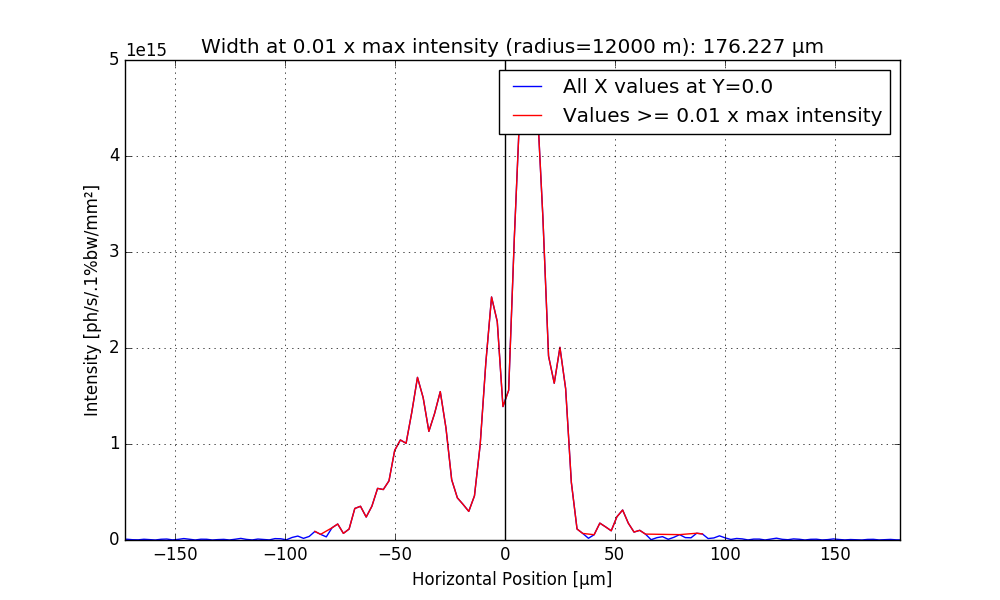 Width at 0.01 x max intensity (radius=12000 m): 176.227 µm
1e15
All X values at Y=0.0
Values >= 0.01 x max intensity
5
4
3
2
1
0
Intensity [ph/s/.1%bw/mm²]
−150 −100 −50 0 50 100 150
Horizontal Position [µm]